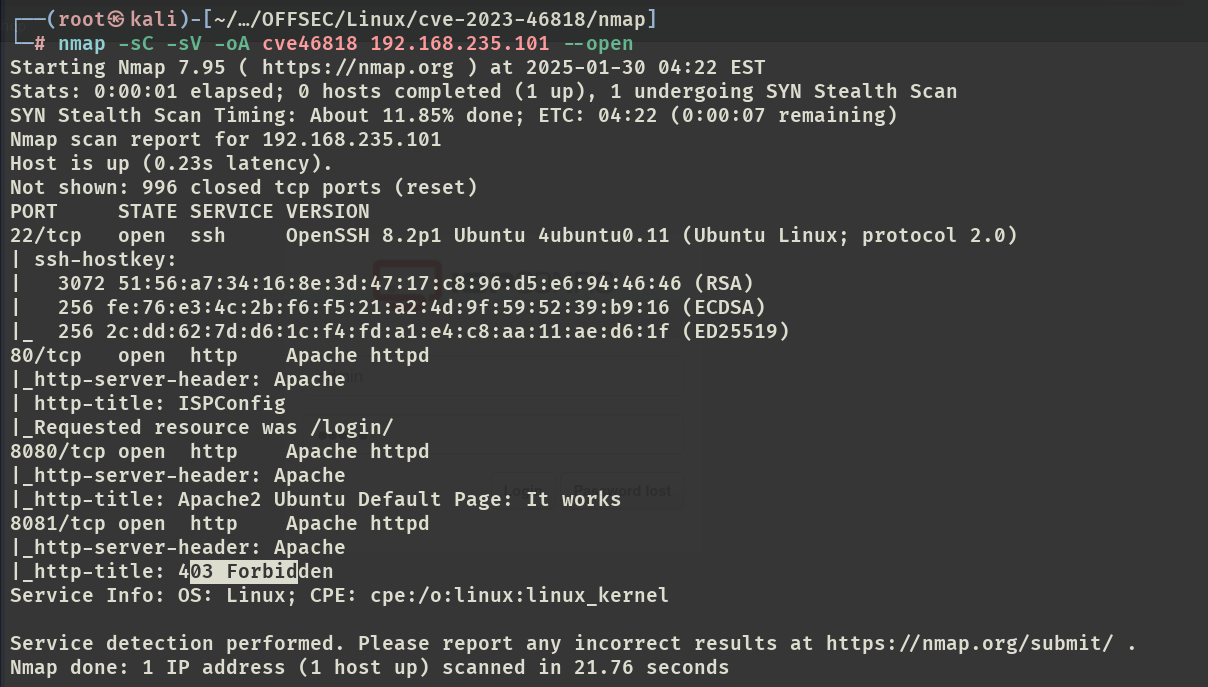 ┌──(root㉿kali)-[~/…/OFFSEC/Linux/cve-2023-46818/nmap]
└─# nmap -sC -sV -oA cve46818 192.168.235.101 --open
Starting Nmap 7.95 ( https://nmap.org ) at 2025-01-30 04:22 EST
Stats: 0:00:01 elapsed; 0 hosts completed (1 up), 1 undergoing SYN Stealth Scan
SYN Stealth Scan Timing: About 11.85% done; ETC: 04:22 (0:00:07 remaining)
Nmap scan report for 192.168.235.101
Host is up (0.23s latency).
Not shown: 996 closed tcp ports (reset)
PORT     STATE SERVICE VERSION
22/tcp   open  ssh     OpenSSH 8.2p1 Ubuntu 4ubuntu0.11 (Ubuntu Linux; protocol 2.0)
| ssh-hostkey:
|   3072 51:56:a7:34:16:8e:3d:47:17:c8:96:d5:e6:94:46:46 (RSA)
|   256 fe:76:e3:4c:2b:f6:f5:21:a2:4d:9f:59:52:39:b9:16 (ECDSA)
|_  256 2c:dd:62:7d:d6:1c:f4:fd:a1:e4:c8:aa:11:ae:d6:1f (ED25519)
80/tcp   open  http    Apache httpd
|_http-server-header: Apache
| http-title: ISPConfig
|_Requested resource was /login/
8080/tcp open  http    Apache httpd
|_http-server-header: Apache
|_http-title: Apache2 Ubuntu Default Page: It works
8081/tcp open  http    Apache httpd
|_http-server-header: Apache
|_http-title: 403 Forbidden
Service Info: OS: Linux; CPE: cpe:/o:linux:linux_kernel

Service detection performed. Please report any incorrect results at https://nmap.org/submit/ .
Nmap done: 1 IP address (1 host up) scanned in 21.76 seconds